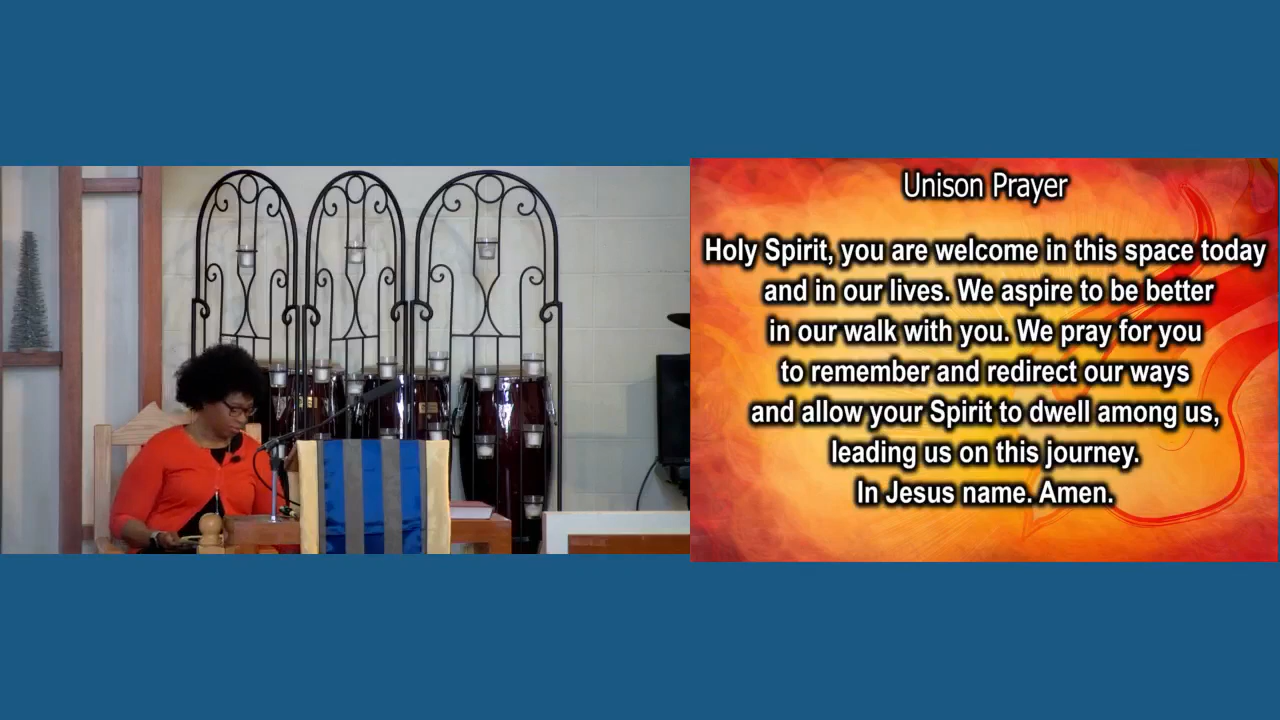 Unison Prayer
Holy Spirit, you are welcome in this space today
and in our lives. We aspire to be better
in our walk with you. We pray for you
to remember and redirect our ways
and allow your Spirit to dwell among us,
leading us on this journey.
In Jesus name. Amen.